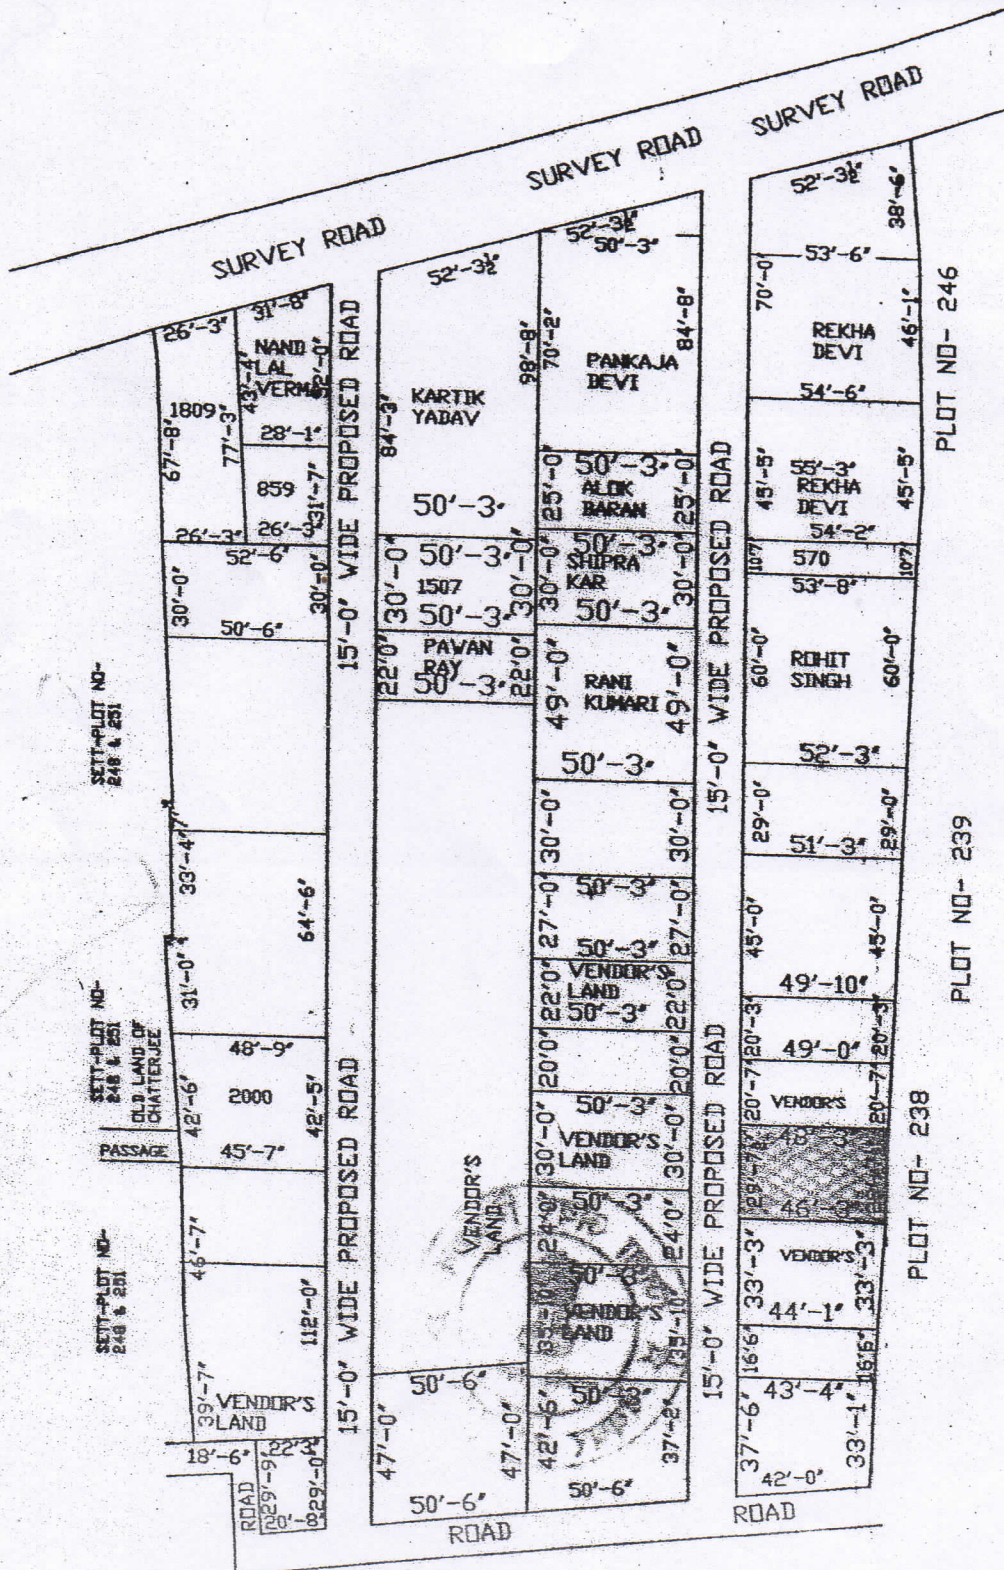 SURVEY ROAD
SURVEY ROAD
SURVEY ROAD
26'-3"
31'-8"
NAND
LAL
VERMA
43'-4"
1809
67'-8"
77'-3"
28'-1"
859
31'-7"
26'-3"
52'-6"
30'-0"
30'-0"
50'-6"
SETT-PLOT NO-
248 & 251
33'-4"
64'-6"
31'-0"
SETT-PLOT NO-
248 & 251
OLD LAND OF
CHATTERJEE
48'-9"
42'-6"
2000
42'-5"
PASSAGE
45'-7"
SETT-PLOT NO-
248 & 251
46'-7"
112'-0"
39'-7"
VENDOR'S
LAND
18'-6"
22'-3"
ROAD
29'-9"
29'-0"
20'-8"
15'-0" WIDE PROPOSED ROAD
15'-0" WIDE PROPOSED ROAD
52'-3½"
KARTIK
YADAV
84'-3"
98'-8"
50'-3"
50'-3"
30'-0"
1507
30'-0"
50'-3"
PAWAN
RAY
22'0"
50'-3"
22'0"
VENDOR'S
LAND
50'-6"
47'-0"
47'-0"
50'-6"
ROAD
52'-3½"
50'-3"
70'-2"
PANKAJA
DEVI
84'-8"
50'-3"
25'-0"
ALOK
BARAN
25'-0"
50'-3"
30'-0"
SHIPRA
KAR
30'-0"
50'-3"
49'-0"
RANI
KUMARI
49'-0"
50'-3"
30'-0"
30'-0"
50'-3"
27'-0"
27'-0"
50'-3"
VENDOR'S
LAND
22'0"
22'0"
50'-3"
20'0"
20'0"
50'-3"
30'-0"
VENDOR'S
LAND
30'-0"
50'-3"
24'0"
24'0"
35'-10"
VENDOR'S
LAND
35'-10"
42'-6"
37'-2"
50'-6"
15'-0" WIDE PROPOSED ROAD
15'-0" WIDE PROPOSED ROAD
52'-3½"
38'-6"
53'-6"
70'-0"
REKHA
DEVI
46'-1"
54'-6"
45'-5"
55'-3"
REKHA
DEVI
45'-5"
54'-2"
10'7"
570
10'7"
53'-8"
60'-0"
ROHIT
SINGH
60'-0"
52'-3"
29'-0"
29'-0"
51'-3"
45'-0"
45'-0"
49'-10"
20'-3"
20'-3"
49'-0"
20'-7"
VENDOR'S
20'-7"
33'-3"
VENDOR'S
33'-3"
44'-1"
16'6"
16'6"
43'-4"
37'-6"
33'-1"
42'-0"
ROAD
PLOT NO- 246
PLOT NO- 239
PLOT NO- 238